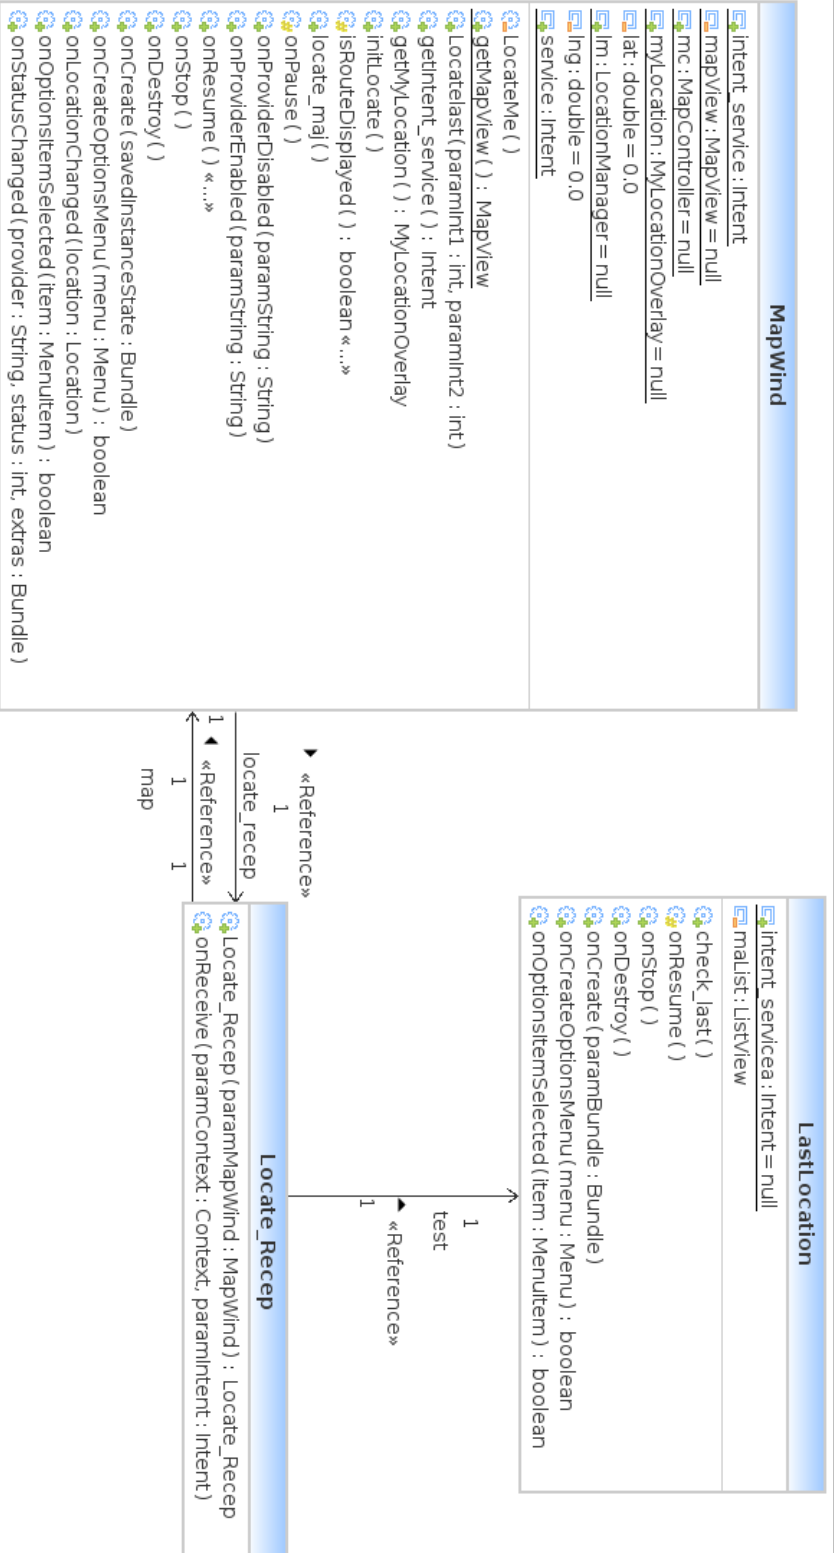 MapWind
intent_service : Intent
mapView : MapView = null
mc : MapController = null
myLocation : MyLocationOverlay = null
lat : double = 0.0
lm : LocationManager = null
lng : double = 0.0
service : Intent
LocateMe ( )
getMapView ( ) : MapView
Locatelast ( paramInt1 : int, paramInt2 : int )
getIntent_service ( ) : Intent
getMyLocation ( ) : MyLocationOverlay
initLocate ( )
isRouteDisplayed ( ) : boolean «...»
locate_maj ( )
onPause ( )
onProviderDisabled ( paramString : String )
onProviderEnabled ( paramString : String )
onResume ( ) «...»
onStop ( )
onDestroy ( )
onCreate ( savedInstanceState : Bundle )
onCreateOptionsMenu ( menu : Menu ) : boolean
onLocationChanged ( location : Location )
onOptionsItemSelected ( item : MenuItem ) : boolean
onStatusChanged ( provider : String, status : int, extras : Bundle )
«Reference»
1
locate_recep
1
«Reference»
1
1
map
LastLocation
intent_servicea : Intent = null
maList : ListView
check_last ( )
onResume ( )
onStop ( )
onDestroy ( )
onCreate ( paramBundle : Bundle )
onCreateOptionsMenu ( menu : Menu ) : boolean
onOptionsItemSelected ( item : MenuItem ) : boolean
1
test
«Reference»
1
Locate_Recep
Locate_Recep ( paramMapWind : MapWind ) : Locate_Recep
onReceive ( paramContext : Context, paramIntent : Intent )